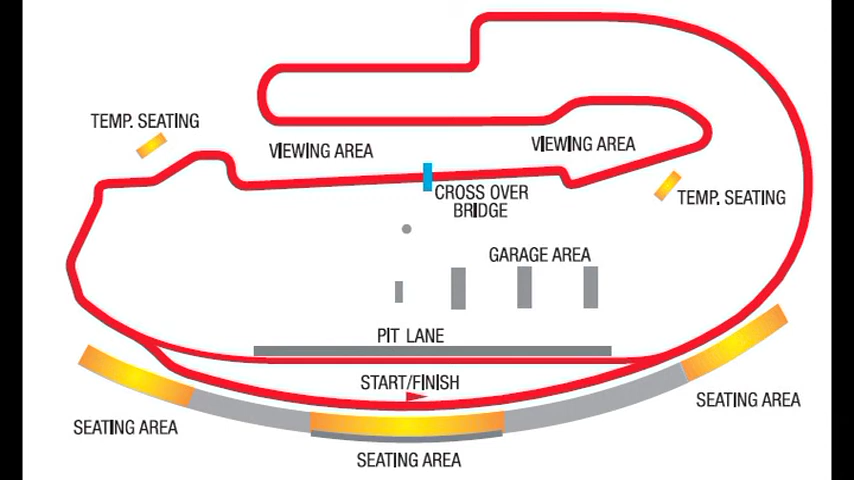 TEMP. SEATING
VIEWING AREA
VIEWING AREA
CROSS OVER
BRIDGE
TEMP. SEATING
GARAGE AREA
PIT LANE
START/FINISH
SEATING AREA
SEATING AREA
SEATING AREA